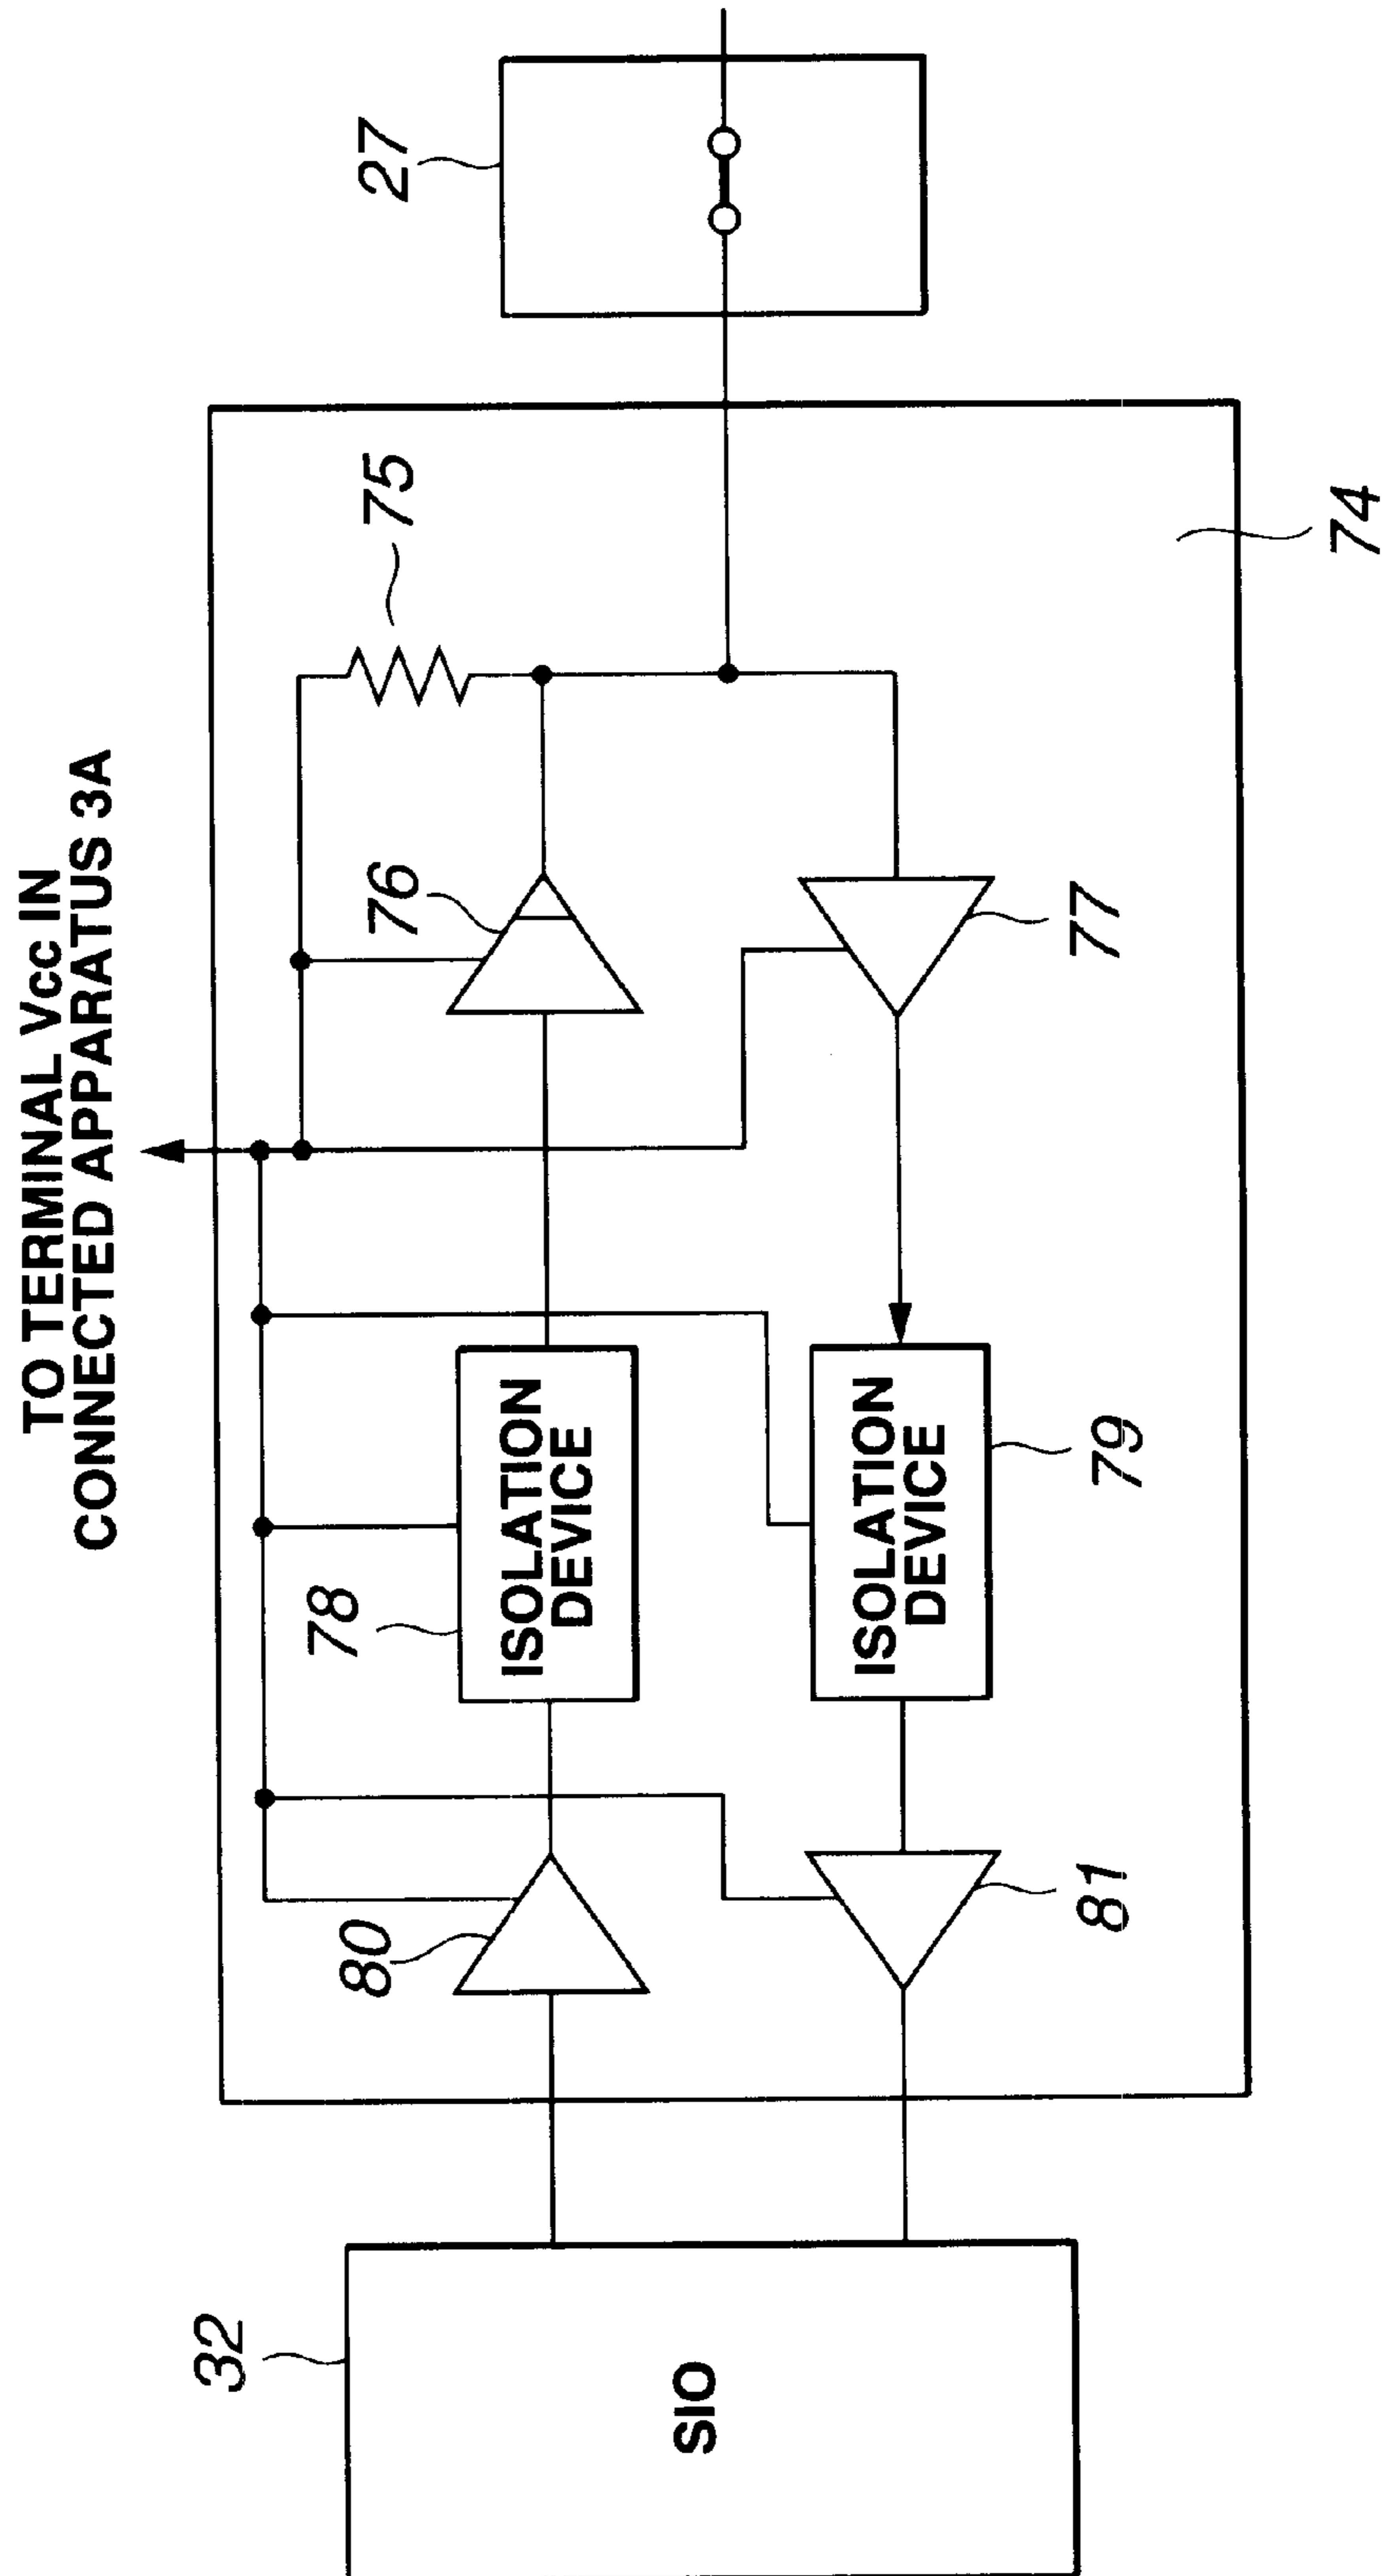 TO TERMINAL Vcc IN
CONNECTED APPARATUS 3A
32
SIO
80
81
78
ISOLATION
DEVICE
ISOLATION
DEVICE
79
76
77
75
74
27